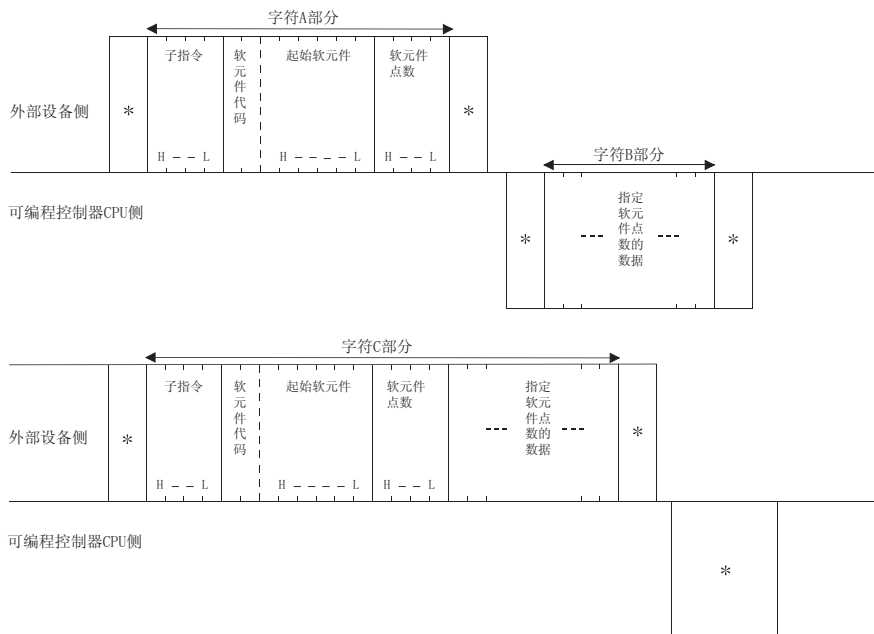 字符A部分
子指令
软元件代码
起始软元件
软元件
点数
外部设备侧
*
*
H – – L
H – – – – L
H – – L
字符B部分
可编程控制器CPU侧
*
指定
软元
件点
数的
数据
*
字符C部分
子指令
软元件代码
起始软元件
软元件
点数
指定
软元
件点
数的
数据
外部设备侧
*
*
H – – L
H – – – – L
H – – L
可编程控制器CPU侧
*